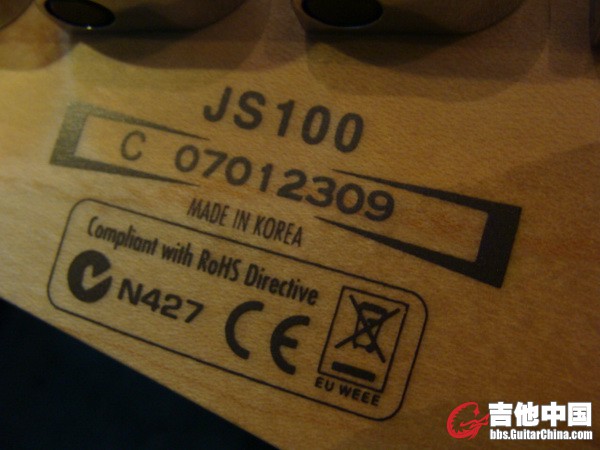 JS100
C 07012309
MADE IN KOREA
Compliant with RoHS Directive
N427 CE
EU WEEE
吉他中国
bbs.GuitarChina.com